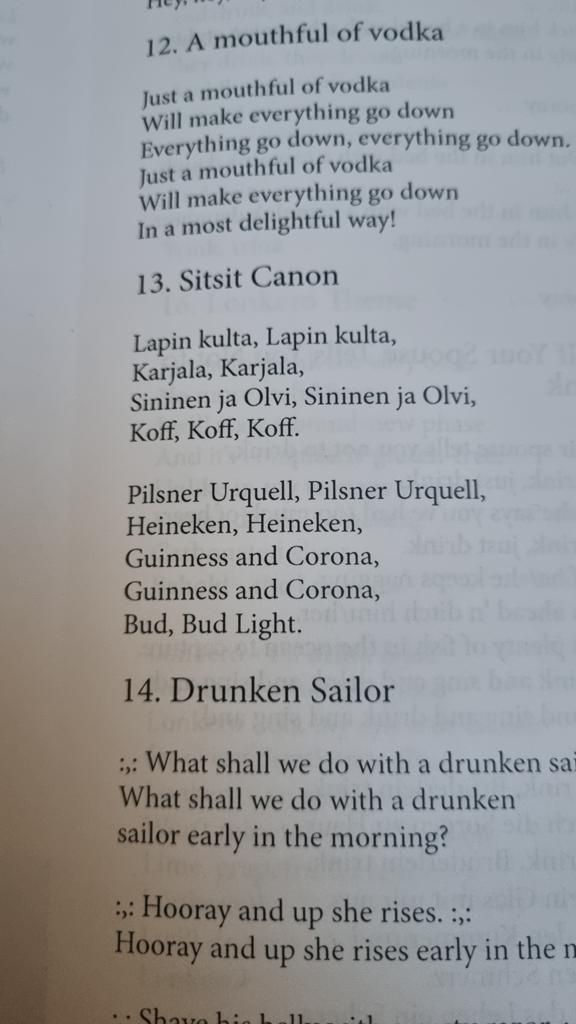 Hey,
12. A mouthful of vodka
Just a mouthful of vodka
Will make everything go down
Everything go down, everything go down.
Just a mouthful of vodka
Will make everything go down
In a most delightful way!
13. Sitsit Canon
Lapin kulta, Lapin kulta,
Karjala, Karjala,
Sininen ja Olvi, Sininen ja Olvi,
Koff, Koff, Koff.
Pilsner Urquell, Pilsner Urquell,
Heineken, Heineken,
Guinness and Corona,
Guinness and Corona,
Bud, Bud Light.
14. Drunken Sailor
:,: What shall we do with a drunken sai
What shall we do with a drunken
sailor early in the morning?
:,: Hooray and up she rises. :,:
Hooray and up she rises early in the m
Shave his